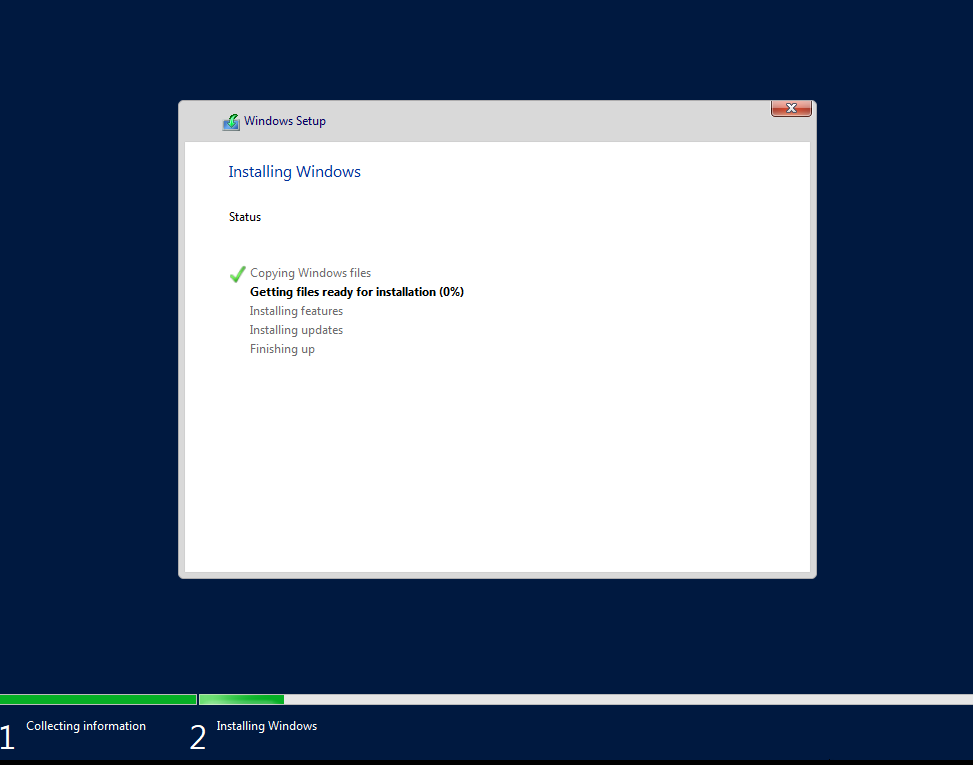 Windows Setup
Installing Windows
Status
Copying Windows files
Getting files ready for installation (0%)
Installing features
Installing updates
Finishing up
1 Collecting information 2 Installing Windows